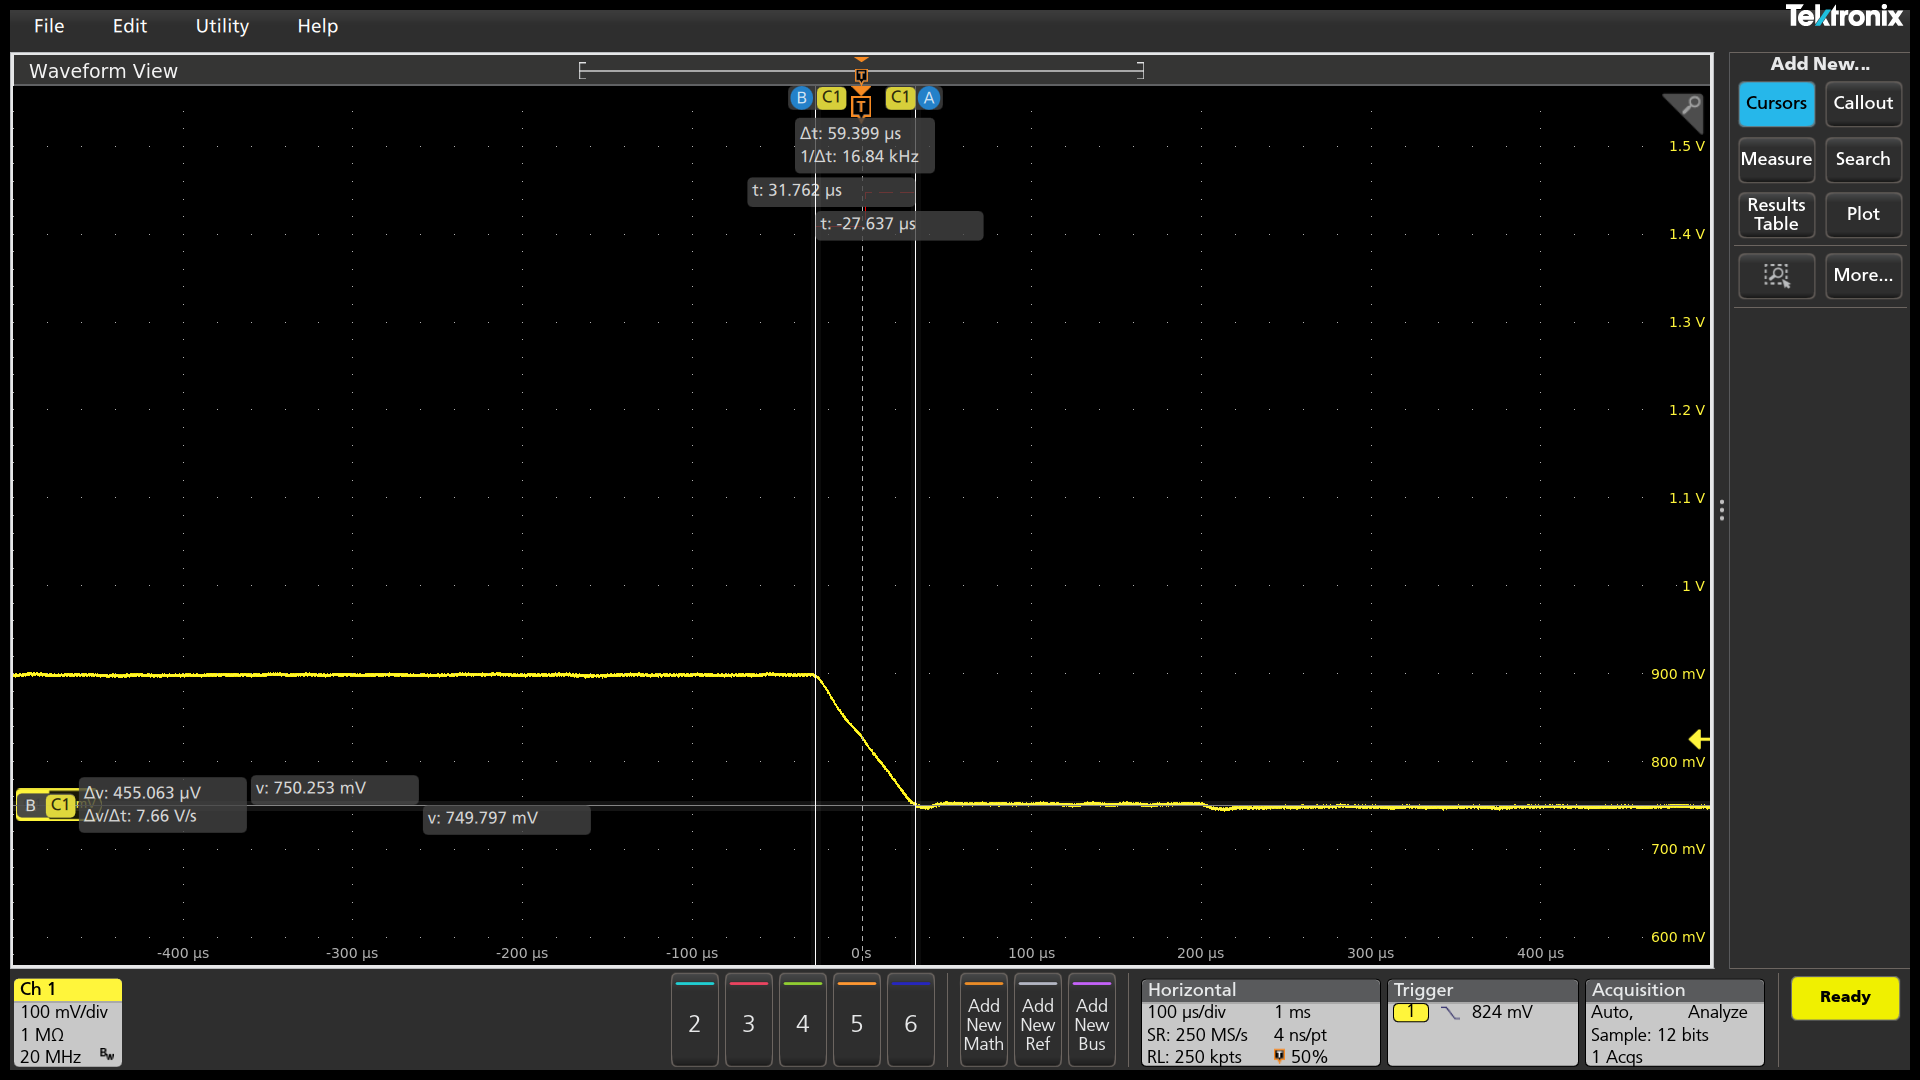 File Edit Utility Help
Tektronix
Waveform View
T
Add New...
B C1 T C1 A
Cursors Callout
Δt: 59.399 µs
1/Δt: 16.84 kHz
1.5 V
Measure Search
t: 31.762 µs
Results
Table
Plot
t: -27.637 µs
1.4 V
More...
1.3 V
1.2 V
1.1 V
1 V
900 mV
800 mV
B C1
Δv: 455.063 µV
Δv/Δt: 7.66 V/s
v: 750.253 mV
v: 749.797 mV
700 mV
600 mV
-400 µs -300 µs -200 µs -100 µs 0 s 100 µs 200 µs 300 µs 400 µs
Ch 1
100 mV/div
1 MΩ
20 MHz Bw
2 3 4 5 6
Add
New
Math
Add
New
Ref
Add
New
Bus
Horizontal
100 µs/div 1 ms
SR: 250 MS/s 4 ns/pt
RL: 250 kpts T 50%
Trigger
1 824 mV
Acquisition
Auto, Analyze
Sample: 12 bits
1 Acqs
Ready